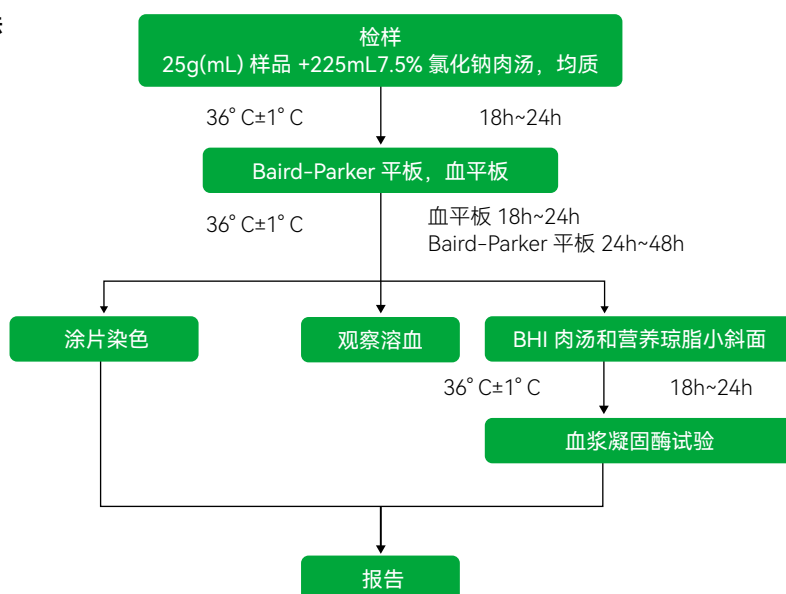 检样
25g(mL) 样品 +225mL7.5% 氯化钠肉汤，均质
36°C±1°C 18h~24h
Baird-Parker 平板，血平板
36°C±1°C
血平板 18h~24h
Baird-Parker 平板 24h~48h
涂片染色
观察溶血
BHI 肉汤和营养琼脂小斜面
36°C±1°C 18h~24h
血浆凝固酶试验
报告